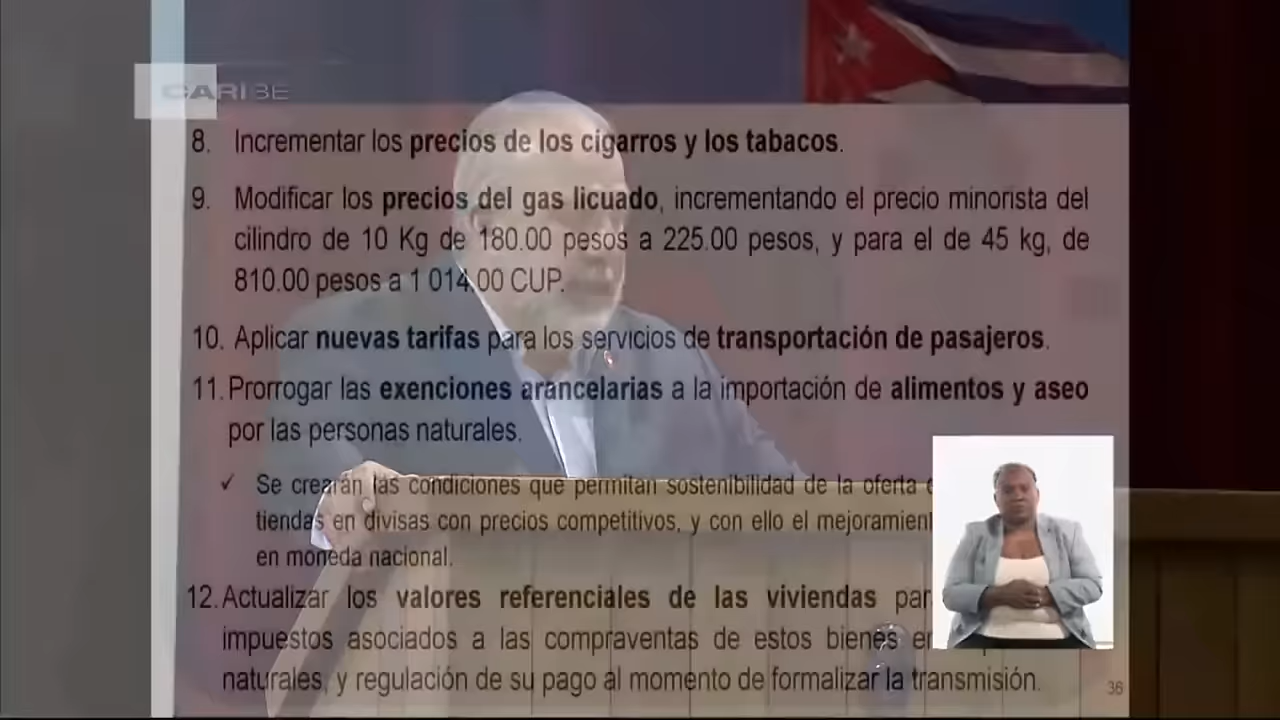 CARIBE
8. Incrementar los precios de los cigarros y los tabacos.
9. Modificar los precios del gas licuado, incrementando el precio minorista del
cilindro de 10 Kg de 180.00 pesos a 225.00 pesos, y para el de 45 kg, de
810.00 pesos a 1 014.00 CUP.
10. Aplicar nuevas tarifas para los servicios de transportación de pasajeros.
11. Prorrogar las exenciones arancelarias a la importación de alimentos y aseo
por las personas naturales.
✓ Se crearán las condiciones que permitan sostenibilidad de la oferta
tiendas en divisas con precios competitivos, y con ello el
en moneda nacional.
12. Actualizar los valores referenciales de las viviendas
impuestos asociados a las compraventas de estos bienes
naturales, y regulación de su pago al momento de formalizar la transmisión.
36